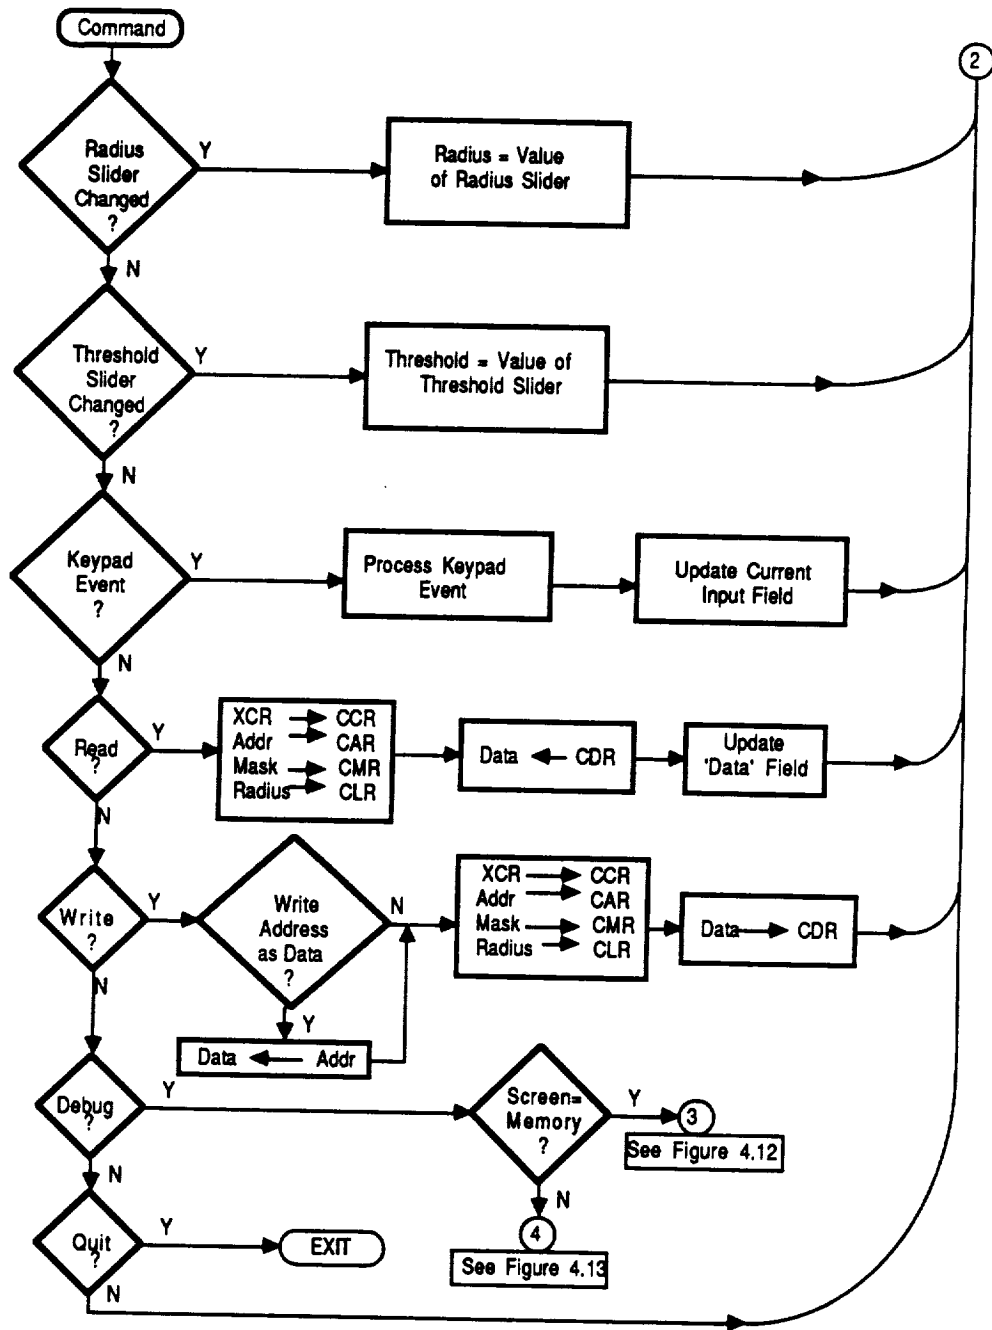 Command
2
Radius
Slider
Changed
?
Y
Radius = Value
of Radius Slider
N
Threshold
Slider
Changed
?
Y
Threshold = Value of
Threshold Slider
N
Keypad
Event
?
Y
Process Keypad
Event
Update Current
Input Field
N
Read
?
Y
XCR → CCR
Addr → CAR
Mask → CMR
Radius → CLR
Data ← CDR
Update
'Data' Field
N
Write
?
Y
Write
Address
as Data
?
N
Y
Data ← Addr
XCR → CCR
Addr → CAR
Mask → CMR
Radius → CLR
Data → CDR
N
Debug
?
Y
Screen=
Memory
?
Y
3
See Figure 4.12
N
4
See Figure 4.13
N
Quit
?
Y
EXIT
N